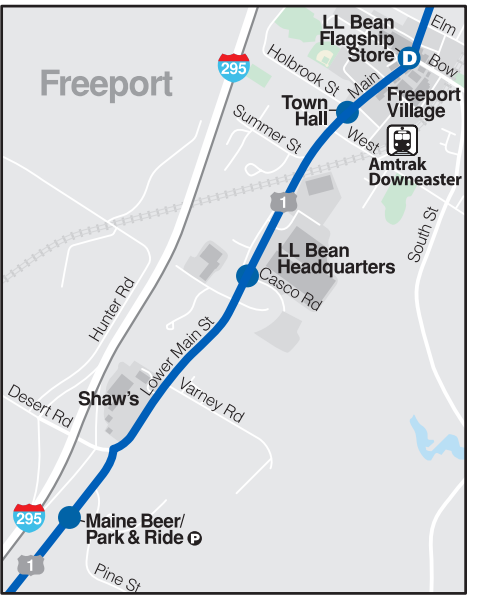 LL Bean
Flagship
Store
D
Elm
Bow
Holbrook St
Main
295
Freeport
Town
Hall
Freeport
Village
Summer St
West
Amtrak
Downeaster
1
South St
LL Bean
Headquarters
Casco Rd
Hunter Rd
Lower Main St
Shaw's
Varney Rd
Desert Rd
295
Maine Beer/
Park & Ride P
1
Pine St